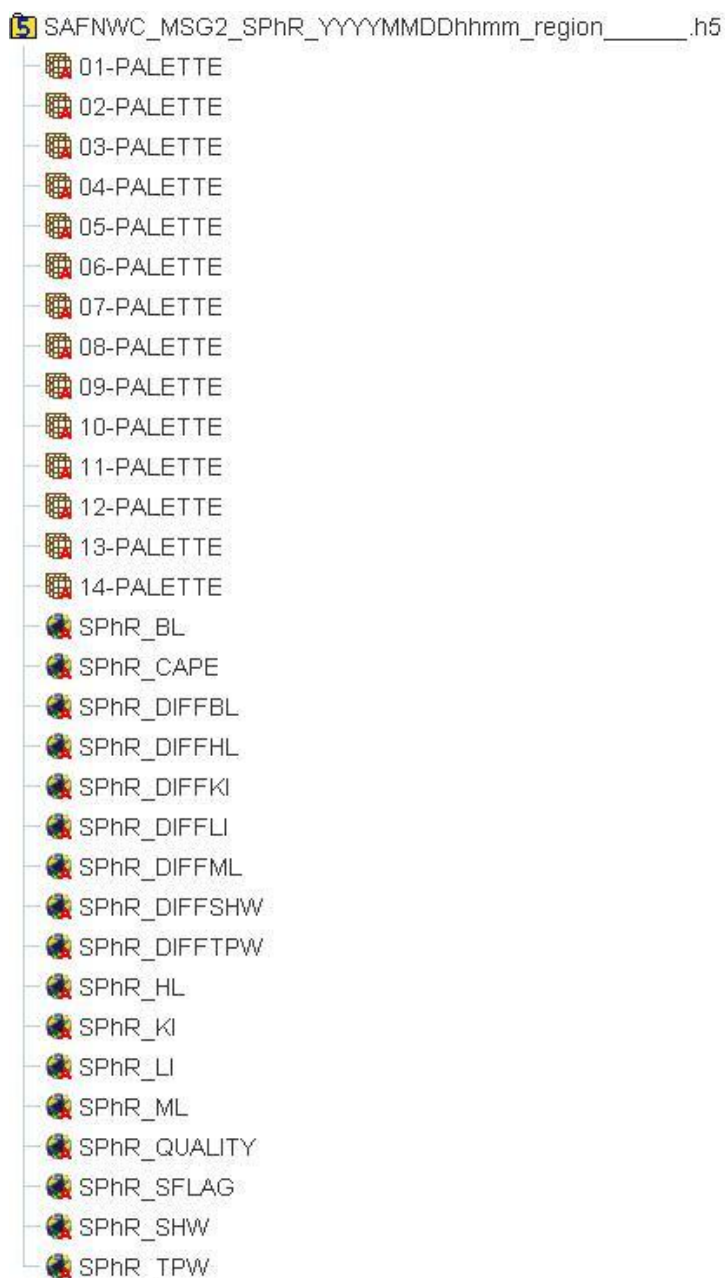 SAFNWC_MSG2_SPhR_YYYYMMDDhhmm_region_______.h5
01-PALETTE
02-PALETTE
03-PALETTE
04-PALETTE
05-PALETTE
06-PALETTE
07-PALETTE
08-PALETTE
09-PALETTE
10-PALETTE
11-PALETTE
12-PALETTE
13-PALETTE
14-PALETTE
SPhR_BL
SPhR_CAPE
SPhR_DIFFBL
SPhR_DIFFHL
SPhR_DIFFKI
SPhR_DIFFLI
SPhR_DIFFML
SPhR_DIFFSHW
SPhR_DIFFTPW
SPhR_HL
SPhR_KI
SPhR_LI
SPhR_ML
SPhR_QUALITY
SPhR_SFLAG
SPhR_SHW
SPhR_TPW